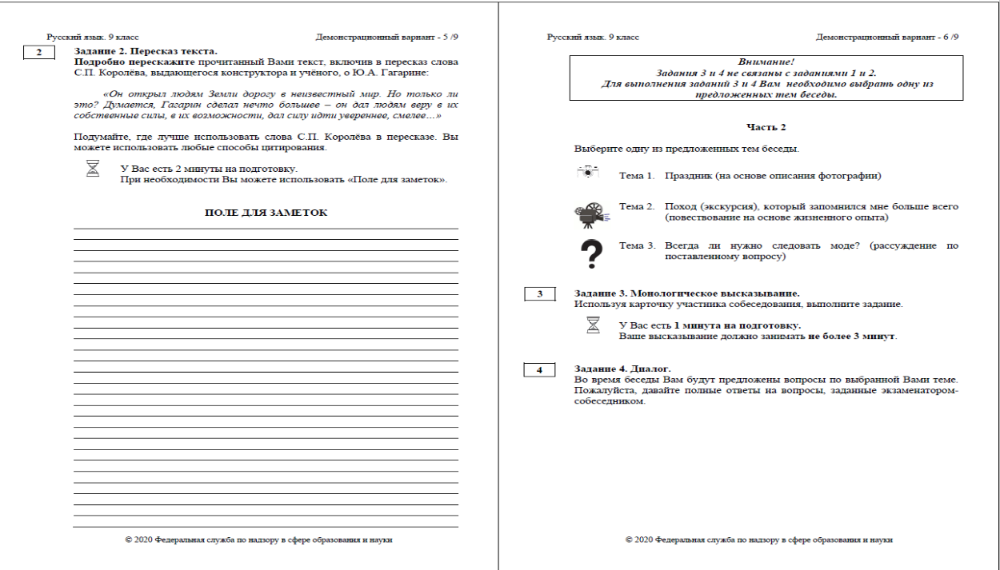 Русский язык. 9 класс
Демонстрационный вариант - 5 /9
2
Задание 2. Пересказ текста.
Подробно перескажите прочитанный Вами текст, включив в пересказ слова
С.П. Королёва, выдающегося конструктора и учёного, о Ю.А. Гагарине:
«Он открыл людям Земли дорогу в неизвестный мир. Но только ли
это? Думается, Гагарин сделал нечто большее – он дал людям веру в их
собственные силы, в их возможности, дал силу идти увереннее, смелее…»
Подумайте, где лучше использовать слова С.П. Королёва в пересказе. Вы
можете использовать любые способы цитирования.
У Вас есть 2 минуты на подготовку.
При необходимости Вы можете использовать «Поле для заметок».
ПОЛЕ ДЛЯ ЗАМЕТОК
© 2020 Федеральная служба по надзору в сфере образования и науки
Русский язык. 9 класс
Демонстрационный вариант - 6 /9
Внимание!
Задания 3 и 4 не связаны с заданиями 1 и 2.
Для выполнения заданий 3 и 4 Вам необходимо выбрать одну из
предложенных тем беседы.
Часть 2
Выберите одну из предложенных тем беседы.
Тема 1. Праздник (на основе описания фотографии)
Тема 2. Поход (экскурсия), который запомнился мне больше всего
(повествование на основе жизненного опыта)
Тема 3. Всегда ли нужно следовать моде? (рассуждение по
поставленному вопросу)
3
Задание 3. Монологическое высказывание.
Используя карточку участника собеседования, выполните задание.
У Вас есть 1 минута на подготовку.
Ваше высказывание должно занимать не более 3 минут.
4
Задание 4. Диалог.
Во время беседы Вам будут предложены вопросы по выбранной Вами теме.
Пожалуйста, давайте полные ответы на вопросы, заданные экзаменатором-
собеседником.
© 2020 Федеральная служба по надзору в сфере образования и науки